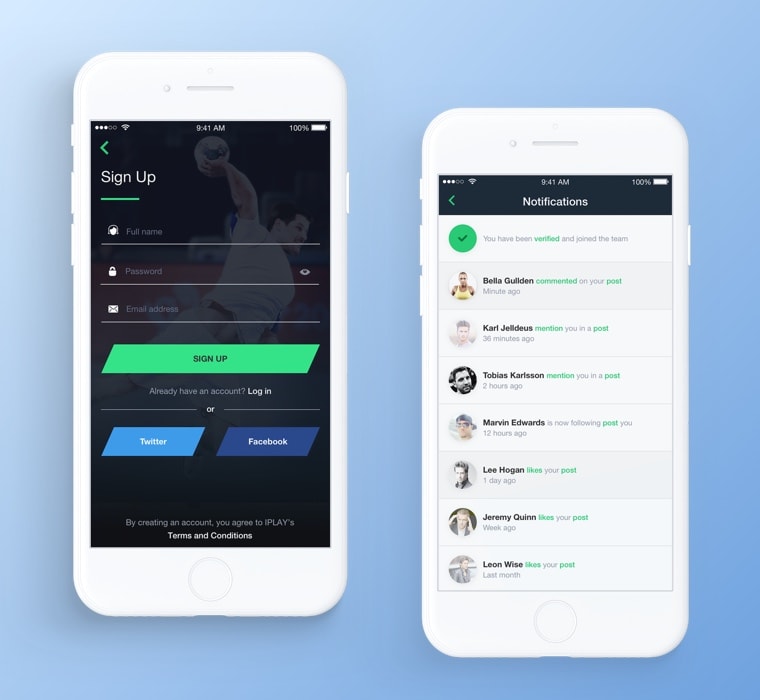 9:41 AM
100%
Sign Up
Full name
Password
Email address
SIGN UP
Already have an account? Log in
or
Twitter
Facebook
By creating an account, you agree to IPLAY's
Terms and Conditions
9:41 AM
100%
Notifications
You have been verified and joined the team
Bella Gullden commented on your post
Minute ago
Karl Jelldeus mention you in a post
36 minutes ago
Tobias Karlsson mention you in a post
2 hours ago
Marvin Edwards is now following post you
12 hours ago
Lee Hogan likes your post
1 day ago
Jeremy Quinn likes your post
Week ago
Leon Wise likes your post
Last month